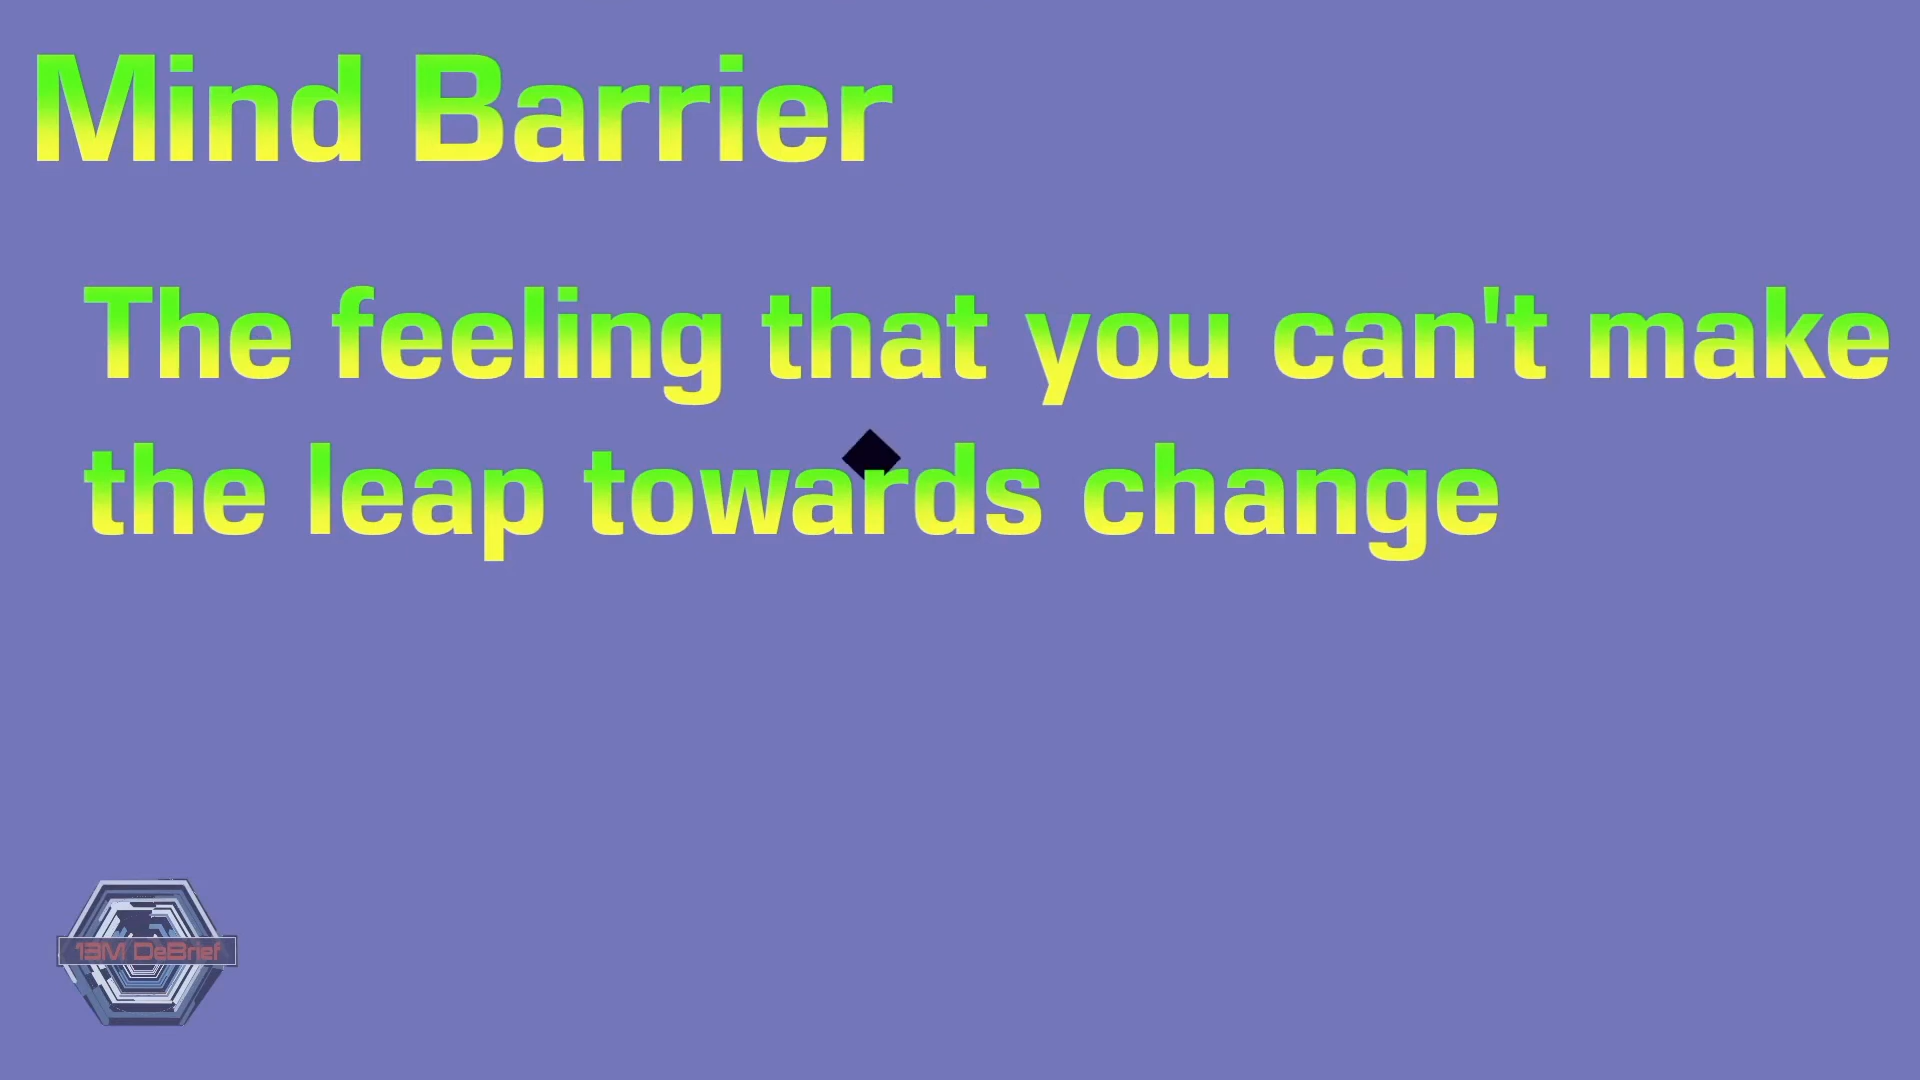 Mind Barrier
The feeling that you can't make
the leap towards change
13M DeBrief